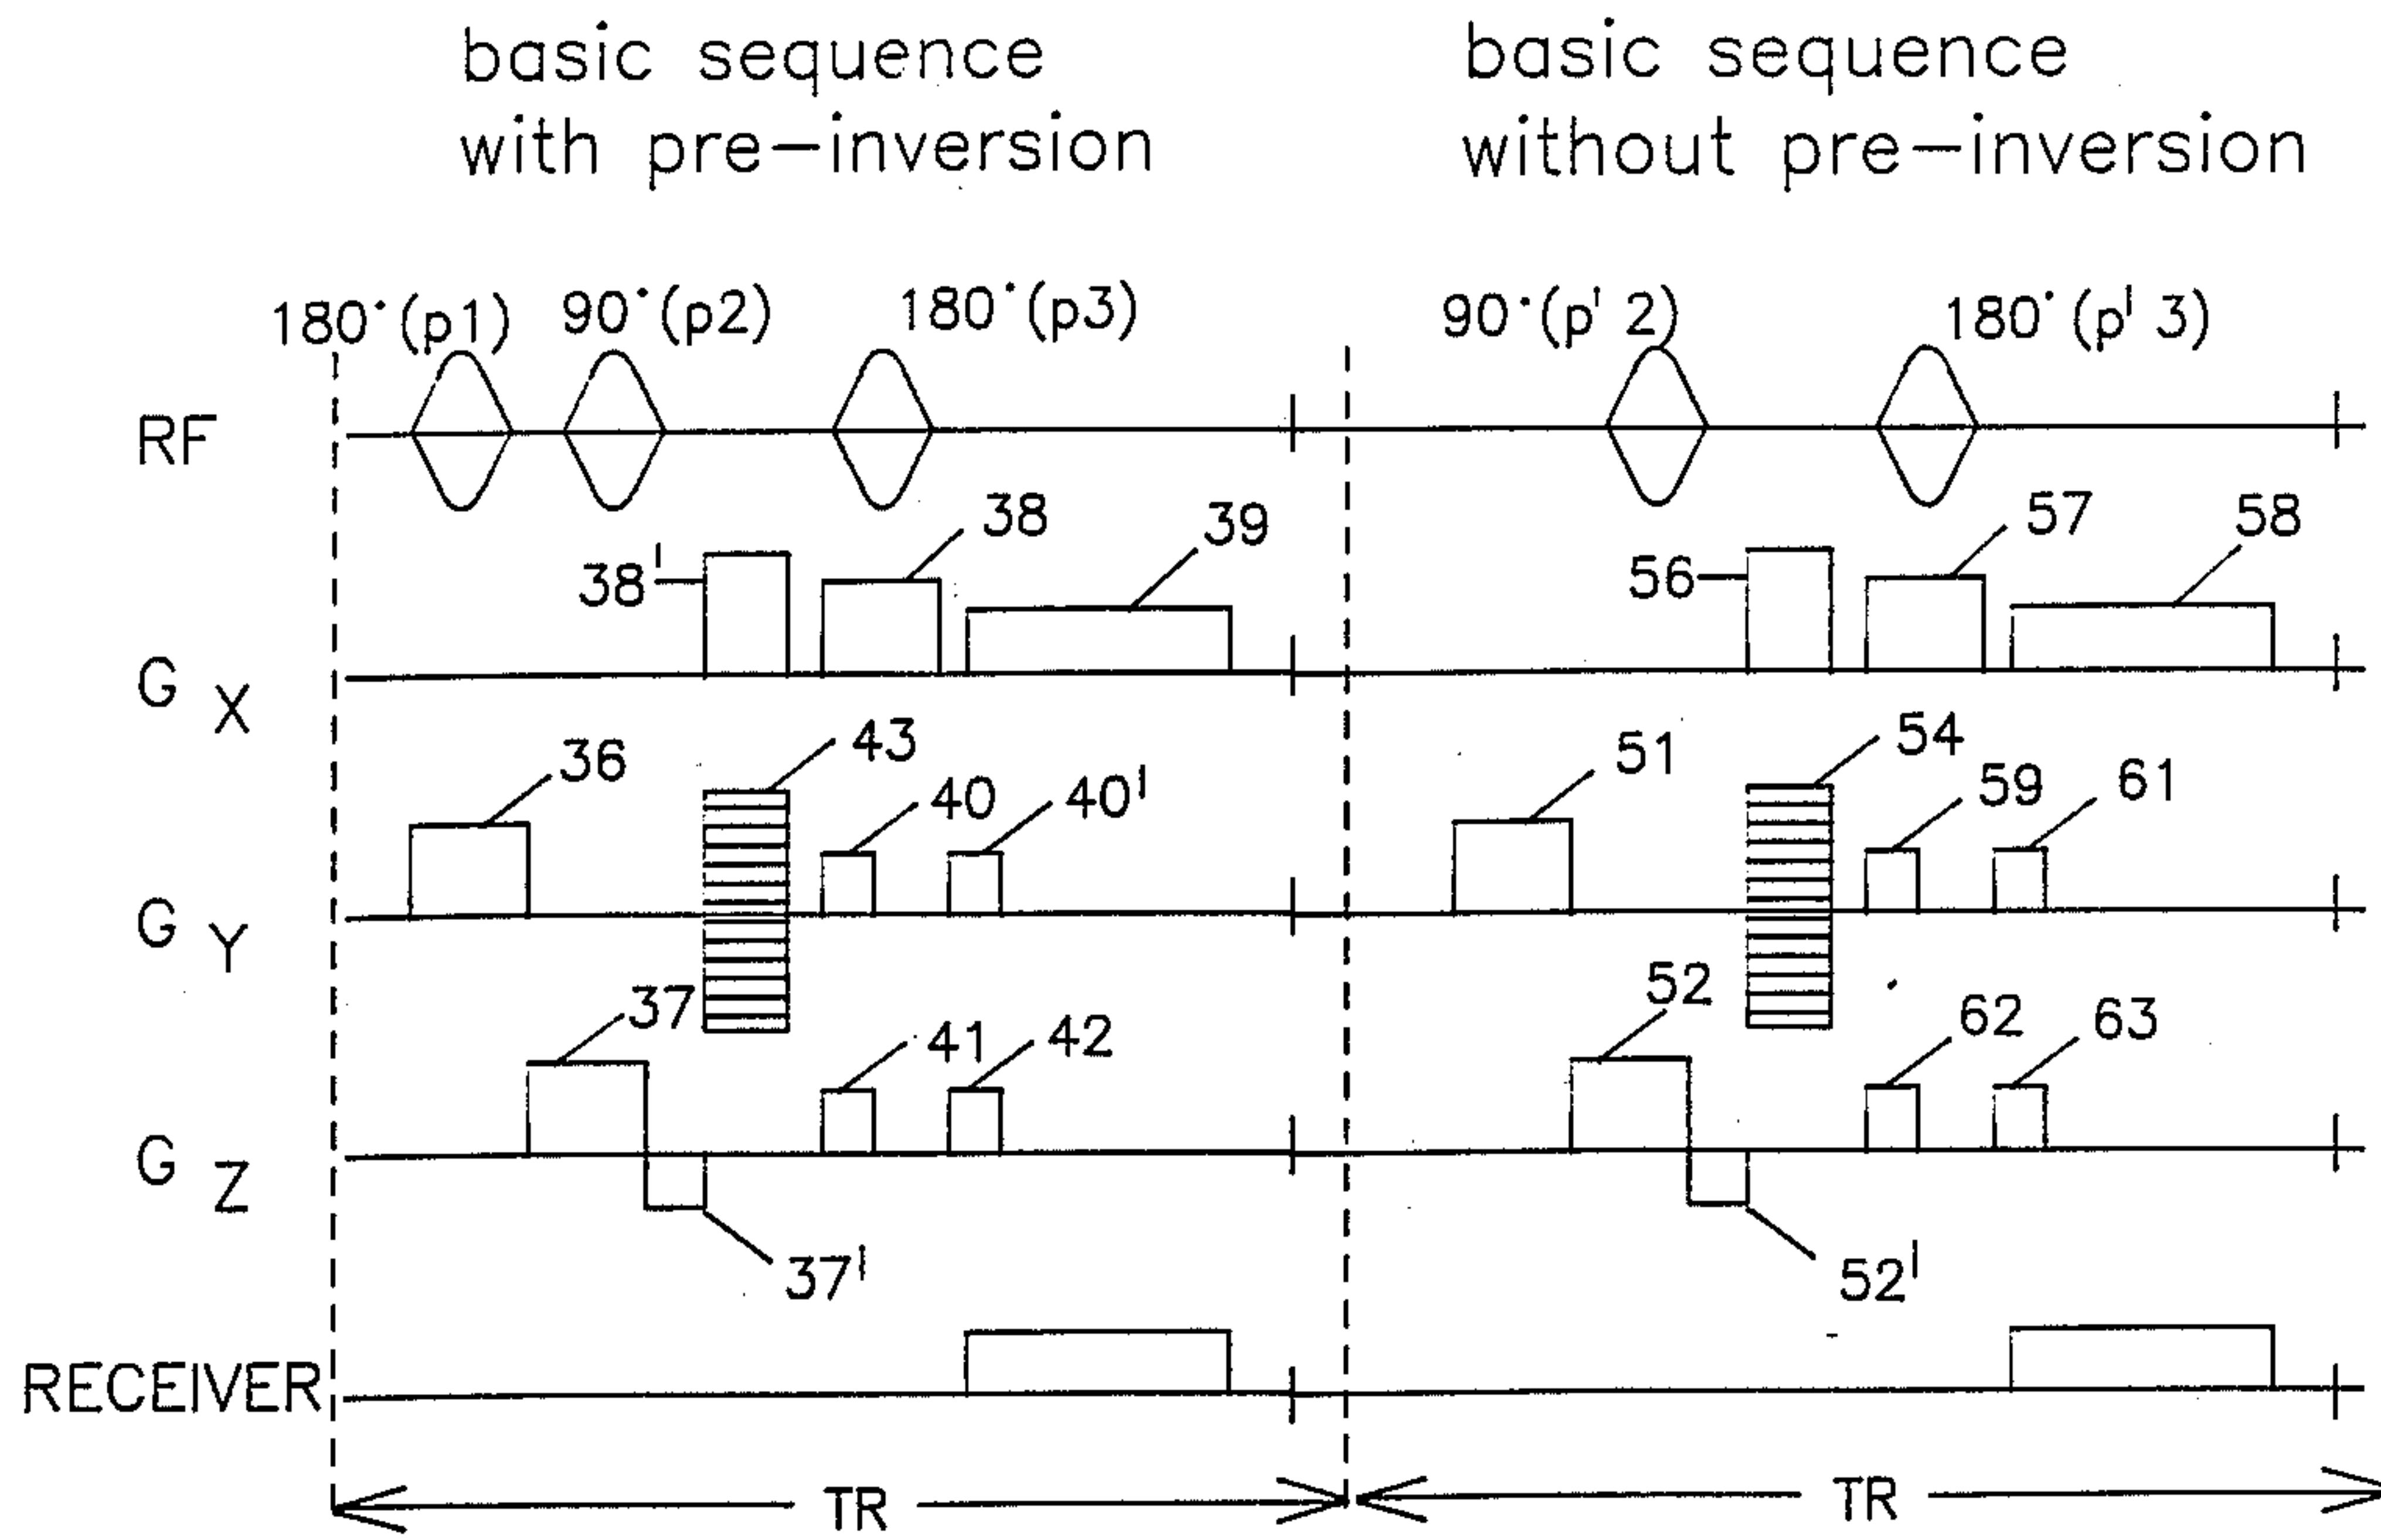 basic sequence
with pre-inversion
basic sequence
without pre-inversion
180°(p1) 90°(p2) 180°(p3) 90°(p' 2) 180°(p' 3)
RF
38' 38 39 56 57 58
G X
36 43 40 40' 51 54 59 61
G Y
37 41 42 52 62 63
G Z
37' 52'
RECEIVER
TR TR